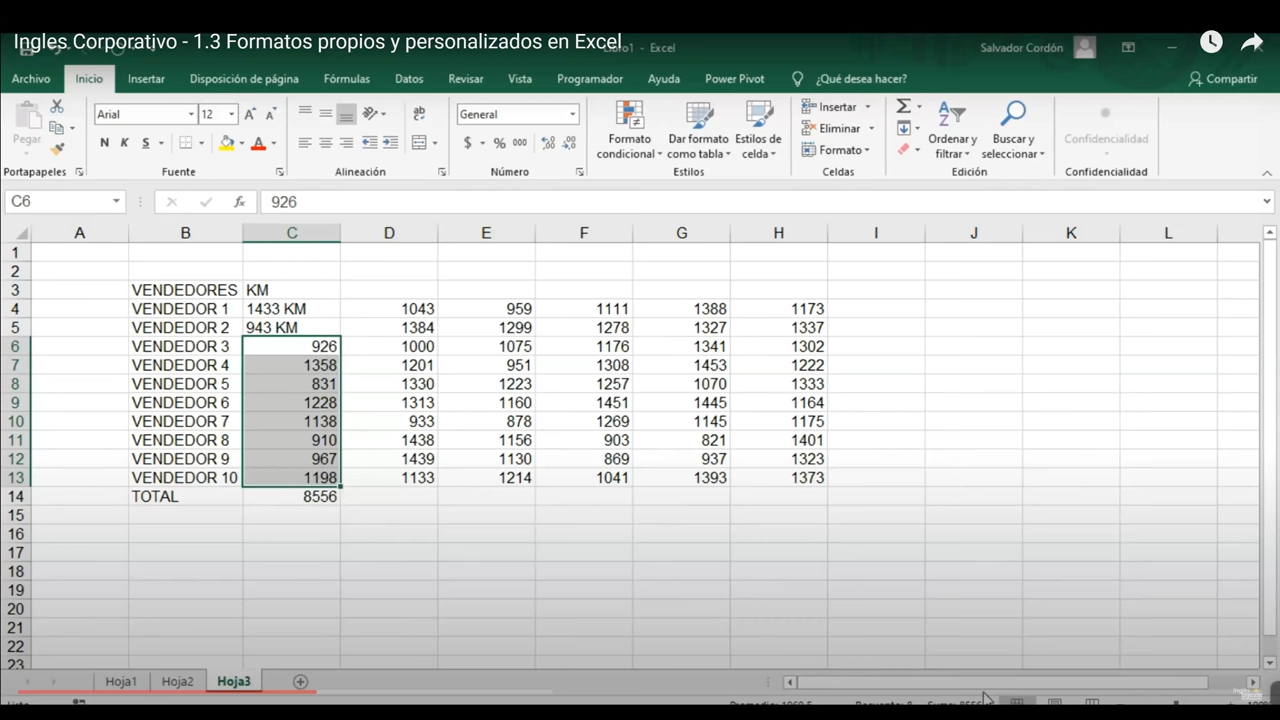 Ingles Corporativo - 1.3 Formatos propios y personalizados en Excel
Libro1 - Excel
Salvador Cordón
Archivo Inicio Insertar Disposición de página Fórmulas Datos Revisar Vista Programador Ayuda Power Pivot ¿Qué desea hacer? Compartir
Pegar
Arial 12
N K S
ab
General
$ % 000
Formato condicional
Dar formato como tabla
Estilos de celda
Insertar
Eliminar
Formato
Ordenar y filtrar
Buscar y seleccionar
Confidencialidad
Portapapeles Fuente Alineación Número Estilos Celdas Edición Confidencialidad
C6 fx 926
A B C D E F G H I J K L
1
2
3 VENDEDORES KM
4 VENDEDOR 1 1433 KM 1043 959 1111 1388 1173
5 VENDEDOR 2 943 KM 1384 1299 1278 1327 1337
6 VENDEDOR 3 926 1000 1075 1176 1341 1302
7 VENDEDOR 4 1358 1201 951 1308 1453 1222
8 VENDEDOR 5 831 1330 1223 1257 1070 1333
9 VENDEDOR 6 1228 1313 1160 1451 1445 1164
10 VENDEDOR 7 1138 933 878 1269 1145 1175
11 VENDEDOR 8 910 1438 1156 903 821 1401
12 VENDEDOR 9 967 1439 1130 869 937 1323
13 VENDEDOR 10 1198 1133 1214 1041 1393 1373
14 TOTAL 8556
15
16
17
18
19
20
21
22
23
Hoja1 Hoja2 Hoja3